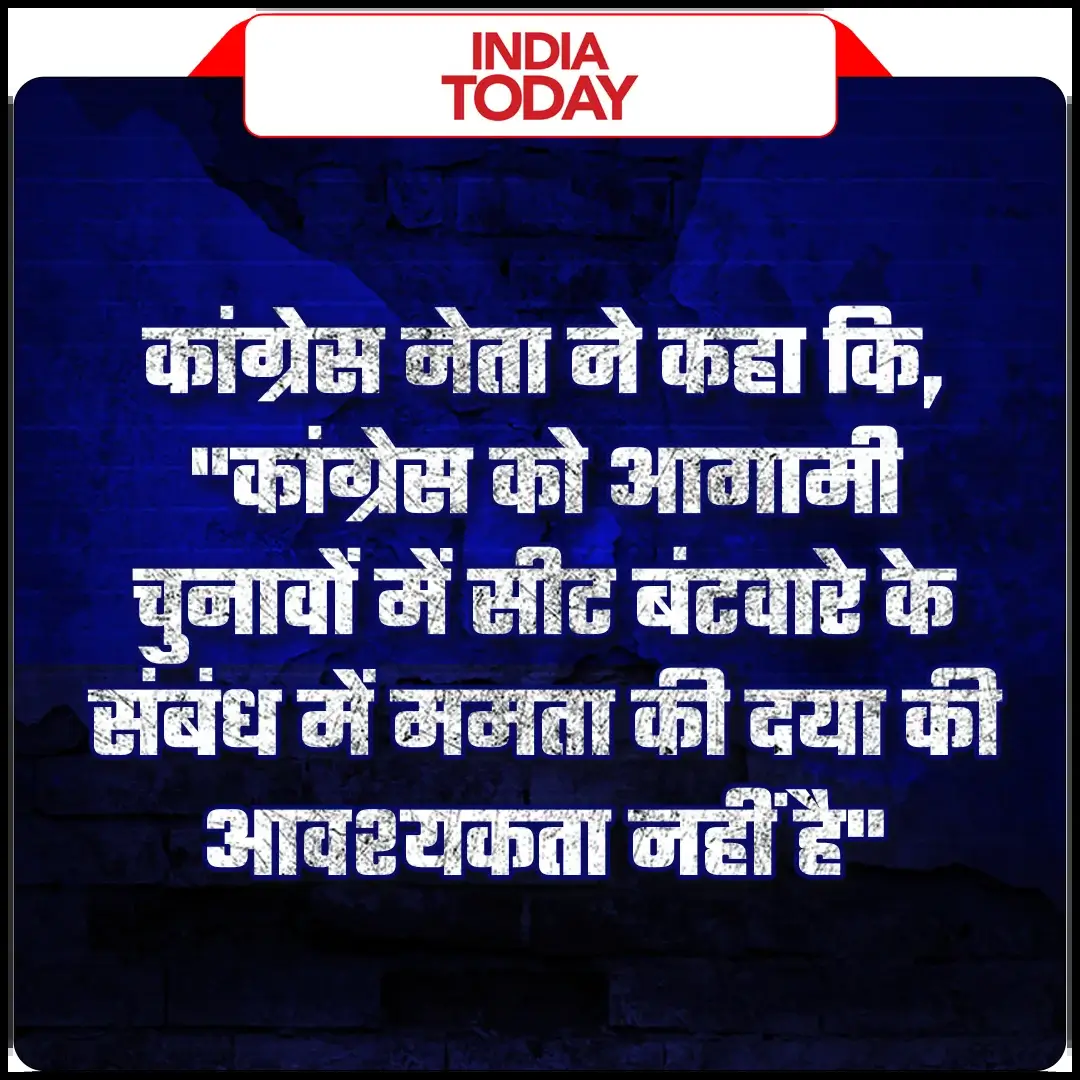 INDIA
TODAY
कांग्रेस नेता ने कहा कि,
"कांग्रेस को आगामी
चुनावों में सीट बंटवारे के
संबंध में ममता की दया की
आवश्यकता नहीं है"